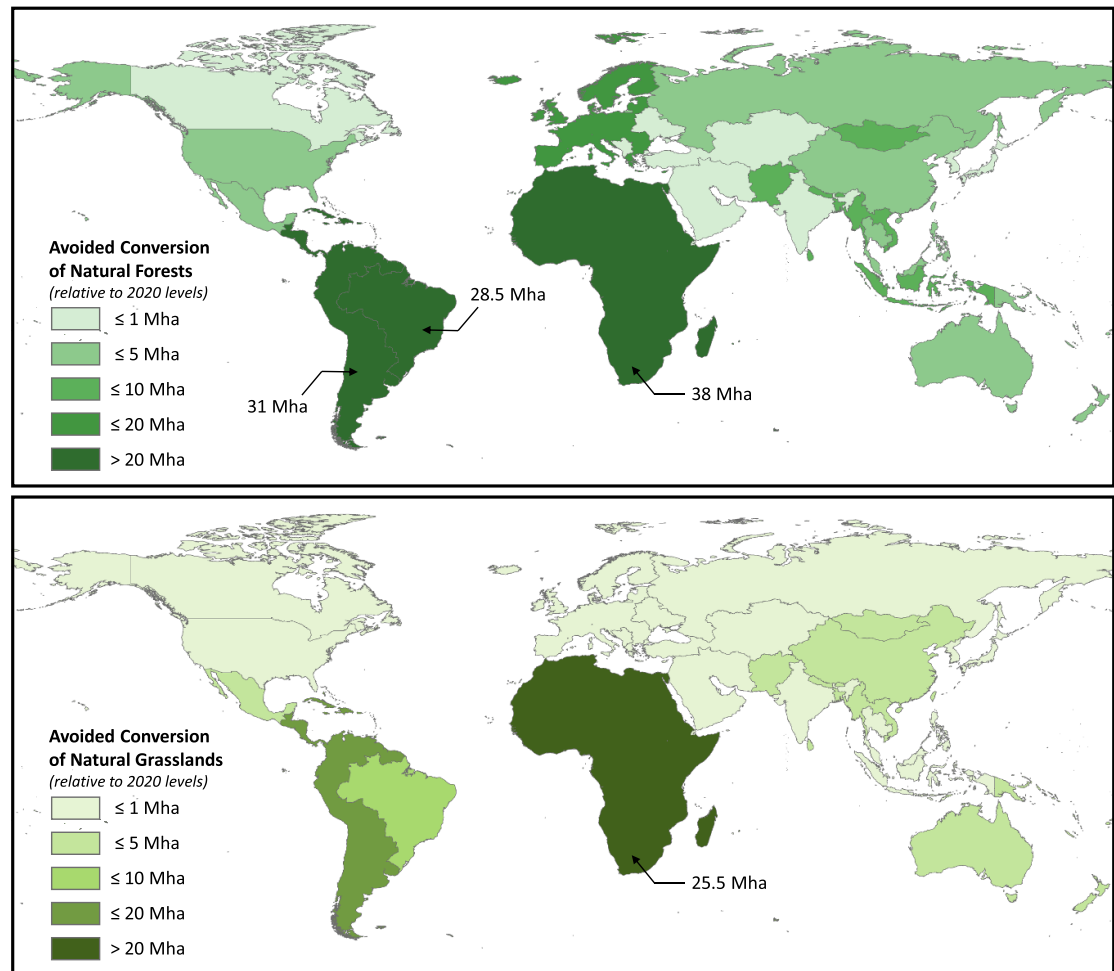 Avoided Conversion
of Natural Forests
(relative to 2020 levels)
≤ 1 Mha
≤ 5 Mha
≤ 10 Mha
≤ 20 Mha
> 20 Mha
28.5 Mha
31 Mha
38 Mha
Avoided Conversion
of Natural Grasslands
(relative to 2020 levels)
≤ 1 Mha
≤ 5 Mha
≤ 10 Mha
≤ 20 Mha
> 20 Mha
25.5 Mha